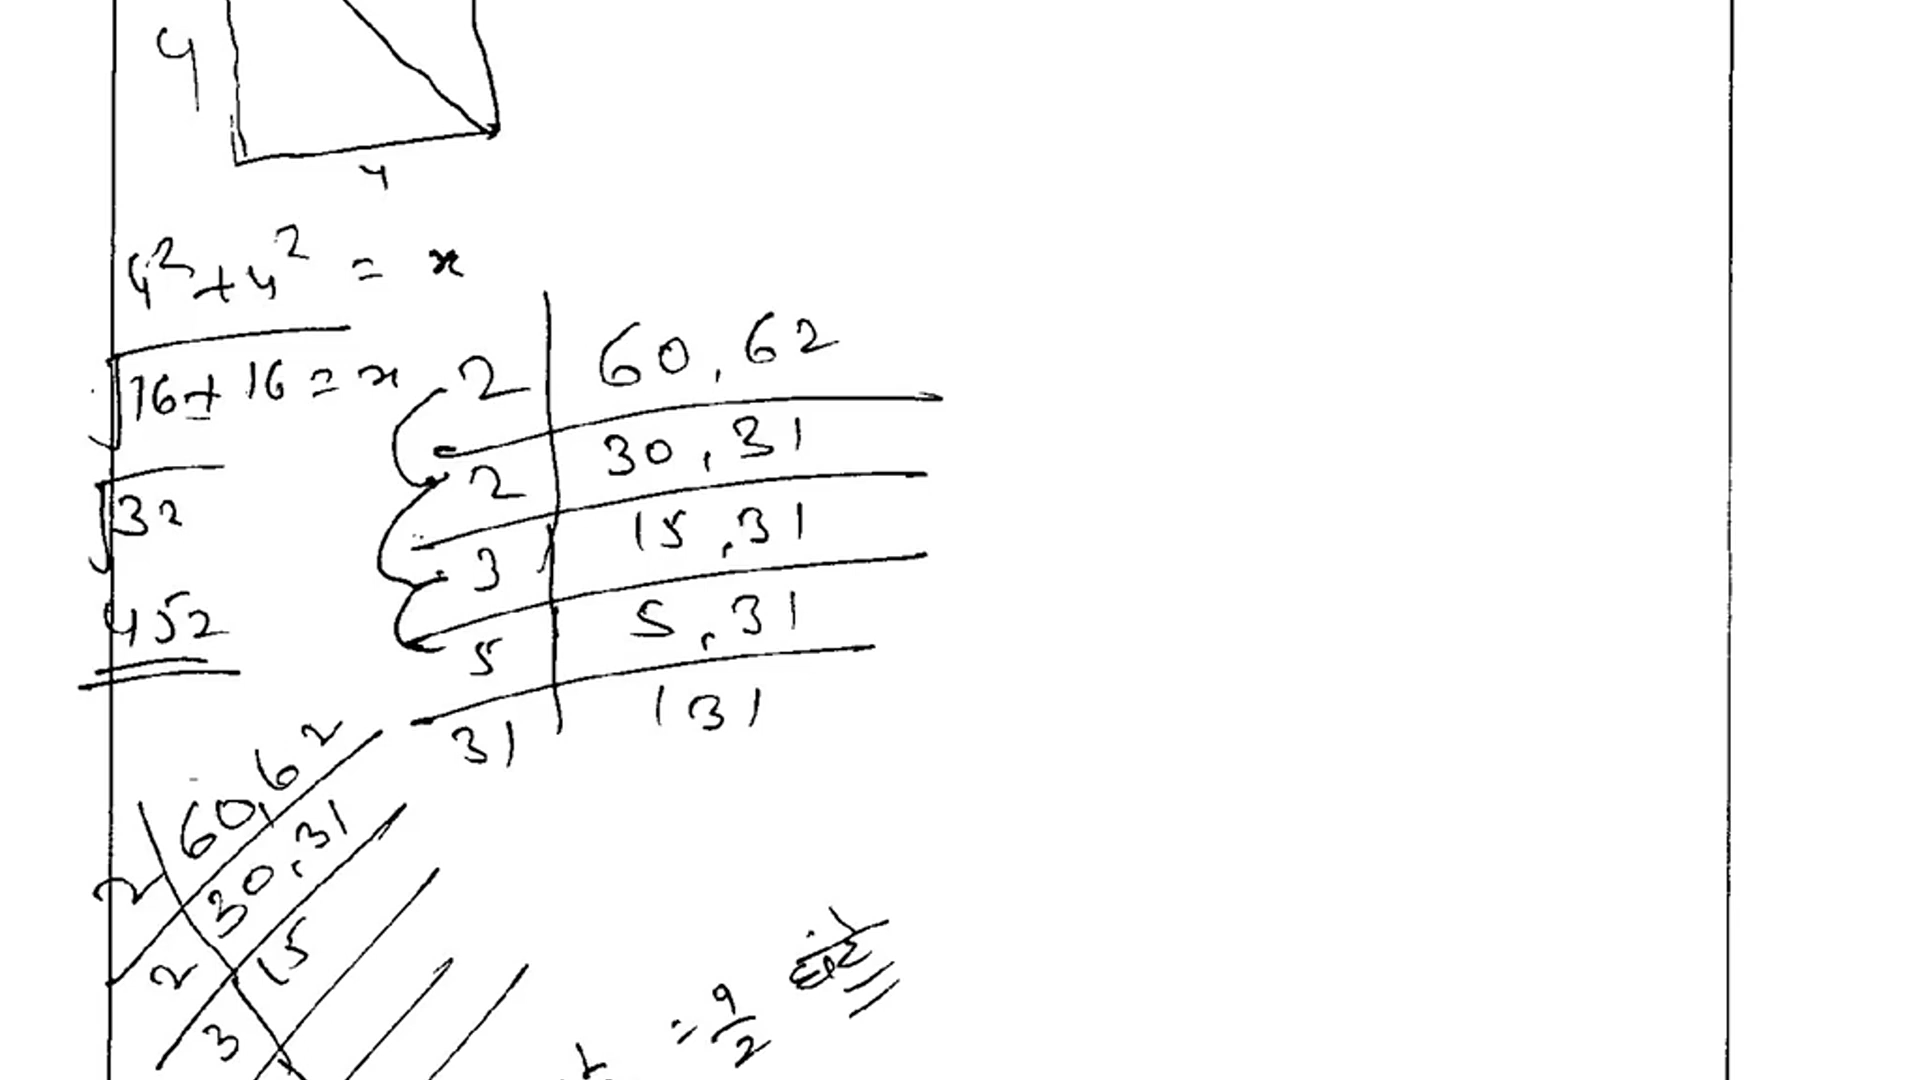 4
4
4² + 4² = x
√16 + 16 = x
√32
4√2
2 | 60, 62
2 | 30, 31
3 | 15, 31
5 | 5, 31
31 | 1 31
2 | 60, 62
2 | 30, 31
3 | 15
= 9/2